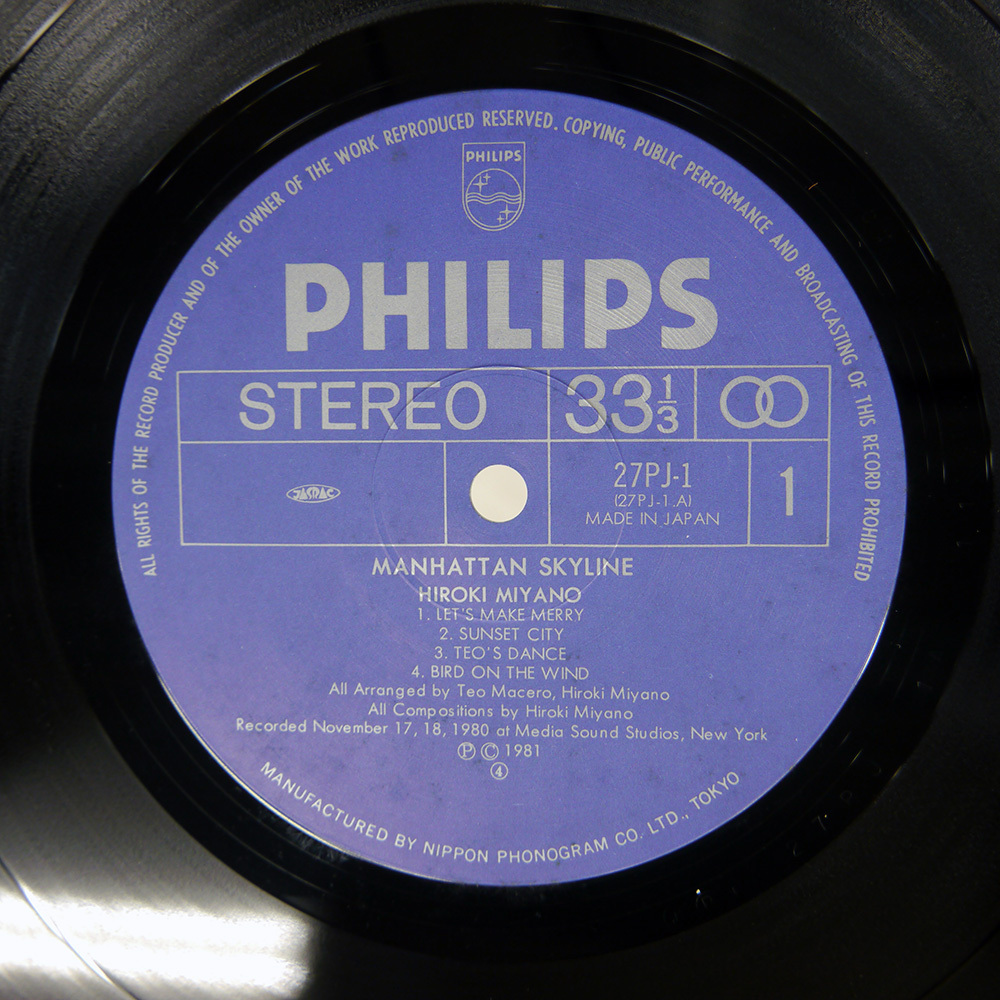 ALL RIGHTS OF THE RECORD PRODUCER AND OF THE OWNER OF THE WORK REPRODUCED RESERVED. COPYING, PUBLIC PERFORMANCE AND BROADCASTING OF THIS RECORD PROHIBITED
PHILIPS
PHILIPS
STEREO 33 1/3
JASRAC 27PJ-1 1
(27PJ-1.A)
MADE IN JAPAN
MANHATTAN SKYLINE
HIROKI MIYANO
1. LET'S MAKE MERRY
2. SUNSET CITY
3. TEO'S DANCE
4. BIRD ON THE WIND
All Arranged by Teo Macero, Hiroki Miyano
All Compositions by Hiroki Miyano
Recorded November 17, 18, 1980 at Media Sound Studios, New York
Ⓟ Ⓒ 1981
④
MANUFACTURED BY NIPPON PHONOGRAM CO. LTD., TOKYO